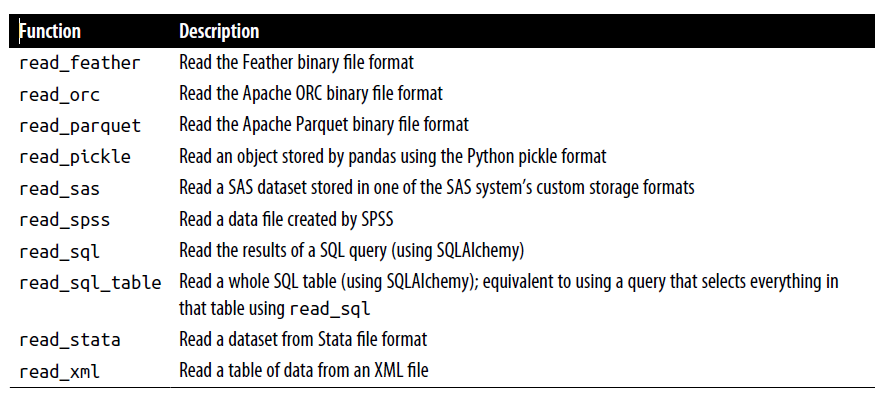 Function Description
read_feather Read the Feather binary file format
read_orc Read the Apache ORC binary file format
read_parquet Read the Apache Parquet binary file format
read_pickle Read an object stored by pandas using the Python pickle format
read_sas Read a SAS dataset stored in one of the SAS system’s custom storage formats
read_spss Read a data file created by SPSS
read_sql Read the results of a SQL query (using SQLAlchemy)
read_sql_table Read a whole SQL table (using SQLAlchemy); equivalent to using a query that selects everything in
that table using read_sql
read_stata Read a dataset from Stata file format
read_xml Read a table of data from an XML file